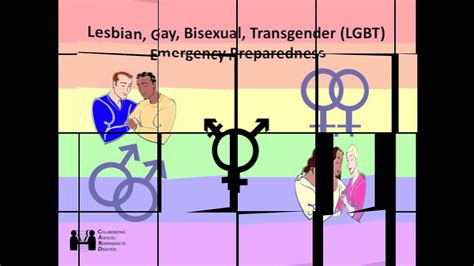 Lesbian, Gay, Bisexual, Transgender (LGBT)
Emergency Preparedness
COLLABORATING
AGENCIES
RESPONDING TO
DISASTERS